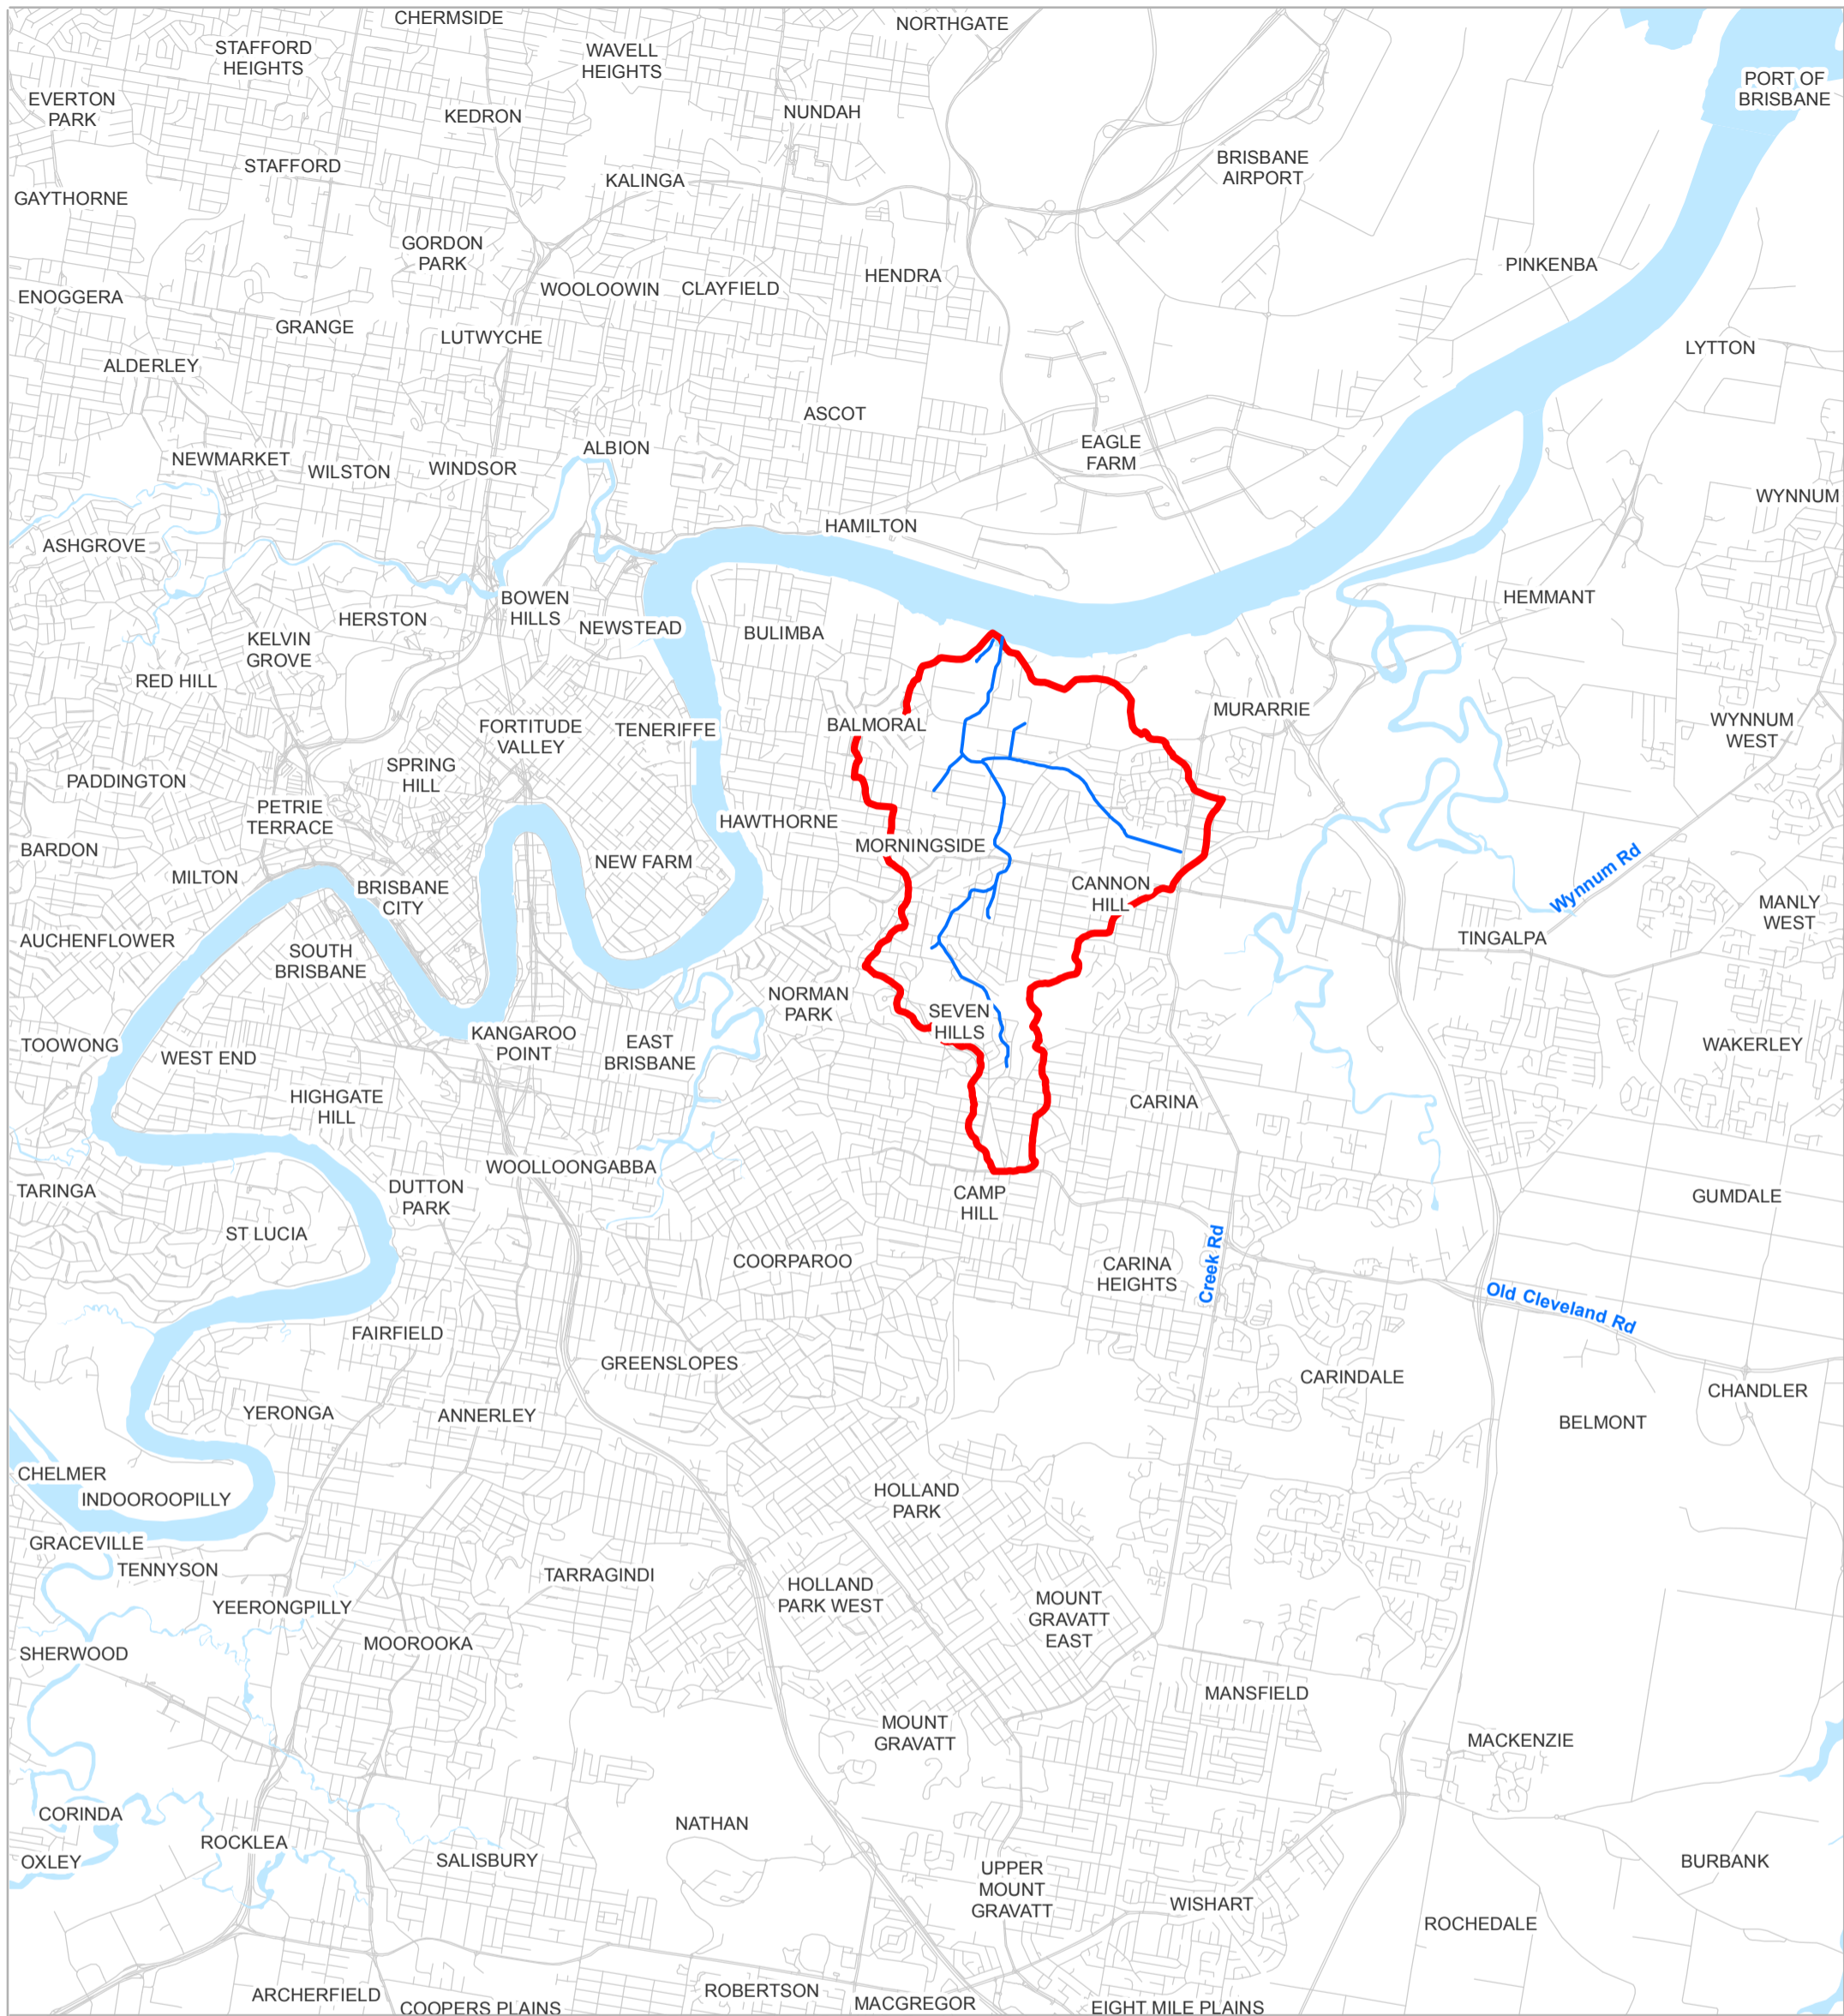 CHERMSIDE
NORTHGATE
STAFFORD
HEIGHTS
WAVELL
HEIGHTS
PORT OF
BRISBANE
EVERTON
PARK
KEDRON
NUNDAH
STAFFORD
KALINGA
BRISBANE
AIRPORT
GAYTHORNE
GORDON
PARK
HENDRA
PINKENBA
ENOGGERA
WOOLOOWIN
CLAYFIELD
GRANGE
LUTWYCHE
LYTTON
ALDERLEY
ASCOT
ALBION
EAGLE
FARM
NEWMARKET
WILSTON
WINDSOR
WYNNUM
HAMILTON
ASHGROVE
BOWEN
HILLS
HEMMANT
HERSTON
NEWSTEAD
BULIMBA
KELVIN
GROVE
RED HILL
MURARRIE
FORTITUDE
VALLEY
TENERIFFE
BALMORAL
WYNNUM
WEST
SPRING
HILL
PADDINGTON
PETRIE
TERRACE
HAWTHORNE
BARDON
MORNINGSIDE
NEW FARM
MILTON
BRISBANE
CITY
CANNON
HILL
Wynnum Rd
MANLY
WEST
AUCHENFLOWER
SOUTH
BRISBANE
TINGALPA
NORMAN
PARK
SEVEN
HILLS
KANGAROO
POINT
EAST
BRISBANE
TOOWONG
WEST END
WAKERLEY
HIGHGATE
HILL
CARINA
WOOLLOONGABBA
TARINGA
DUTTON
PARK
CAMP
HILL
GUMDALE
ST LUCIA
COORPAROO
CARINA
HEIGHTS
Creek Rd
Old Cleveland Rd
FAIRFIELD
GREENSLOPES
CARINDALE
CHANDLER
YERONGA
ANNERLEY
BELMONT
CHELMER
INDOOROOPILLY
HOLLAND
PARK
GRACEVILLE
TENNYSON
TARRAGINDI
HOLLAND
PARK WEST
MOUNT
GRAVATT
EAST
YEERONGPILLY
SHERWOOD
MOOROOKA
MANSFIELD
MOUNT
GRAVATT
MACKENZIE
CORINDA
NATHAN
ROCKLEA
OXLEY
SALISBURY
BURBANK
UPPER
MOUNT
GRAVATT
WISHART
ROCHEDALE
ARCHERFIELD
COOPERS PLAINS
ROBERTSON
MACGREGOR
EIGHT MILE PLAINS